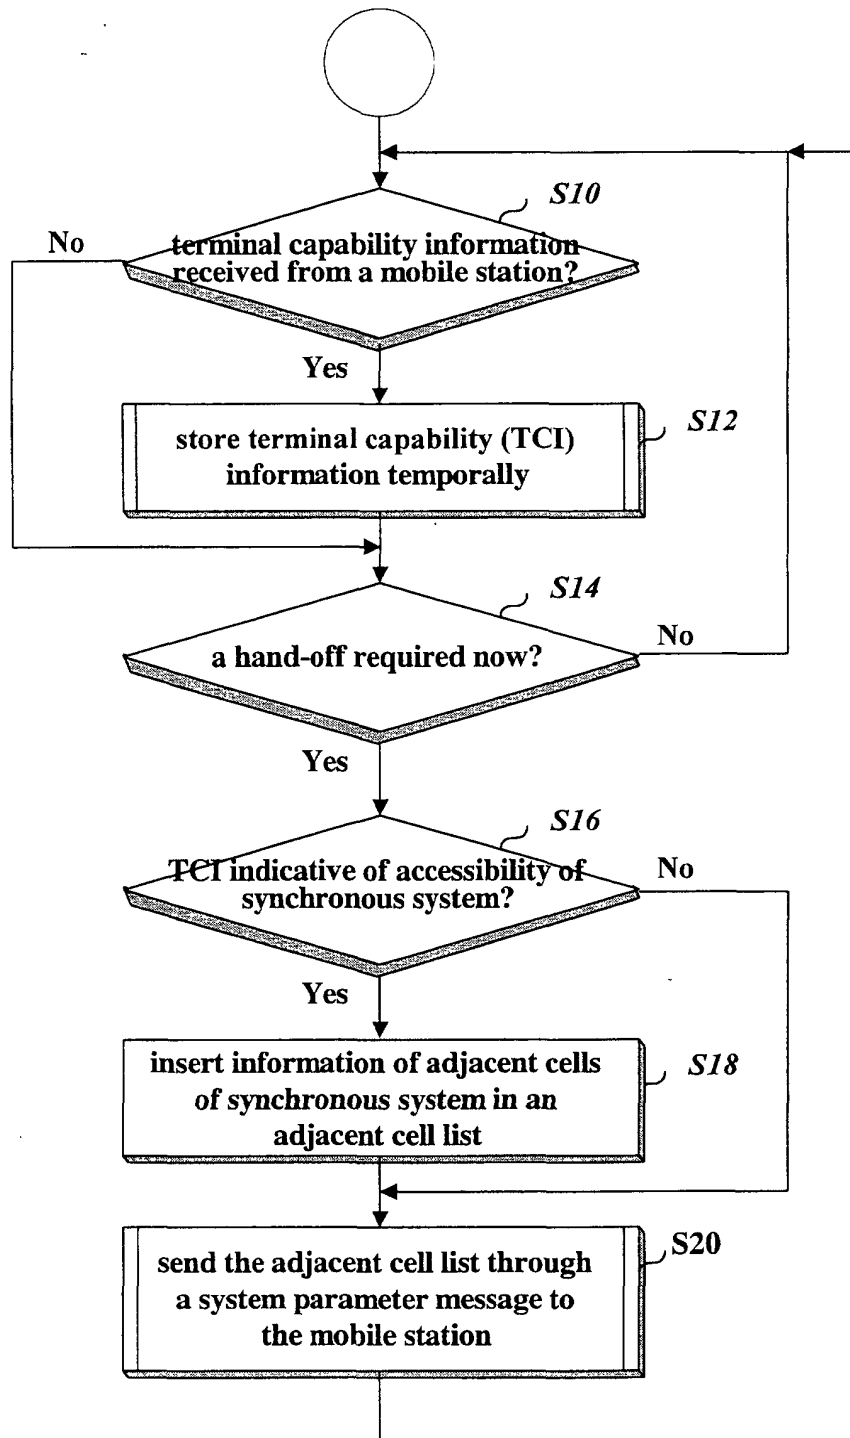 S10
No
terminal capability information
received from a mobile station?
Yes
S12
store terminal capability (TCI)
information temporally
S14
No
a hand-off required now?
Yes
S16
TCI indicative of accessibility of
synchronous system?
No
Yes
insert information of adjacent cells
of synchronous system in an
adjacent cell list
S18
S20
send the adjacent cell list through
a system parameter message to
the mobile station